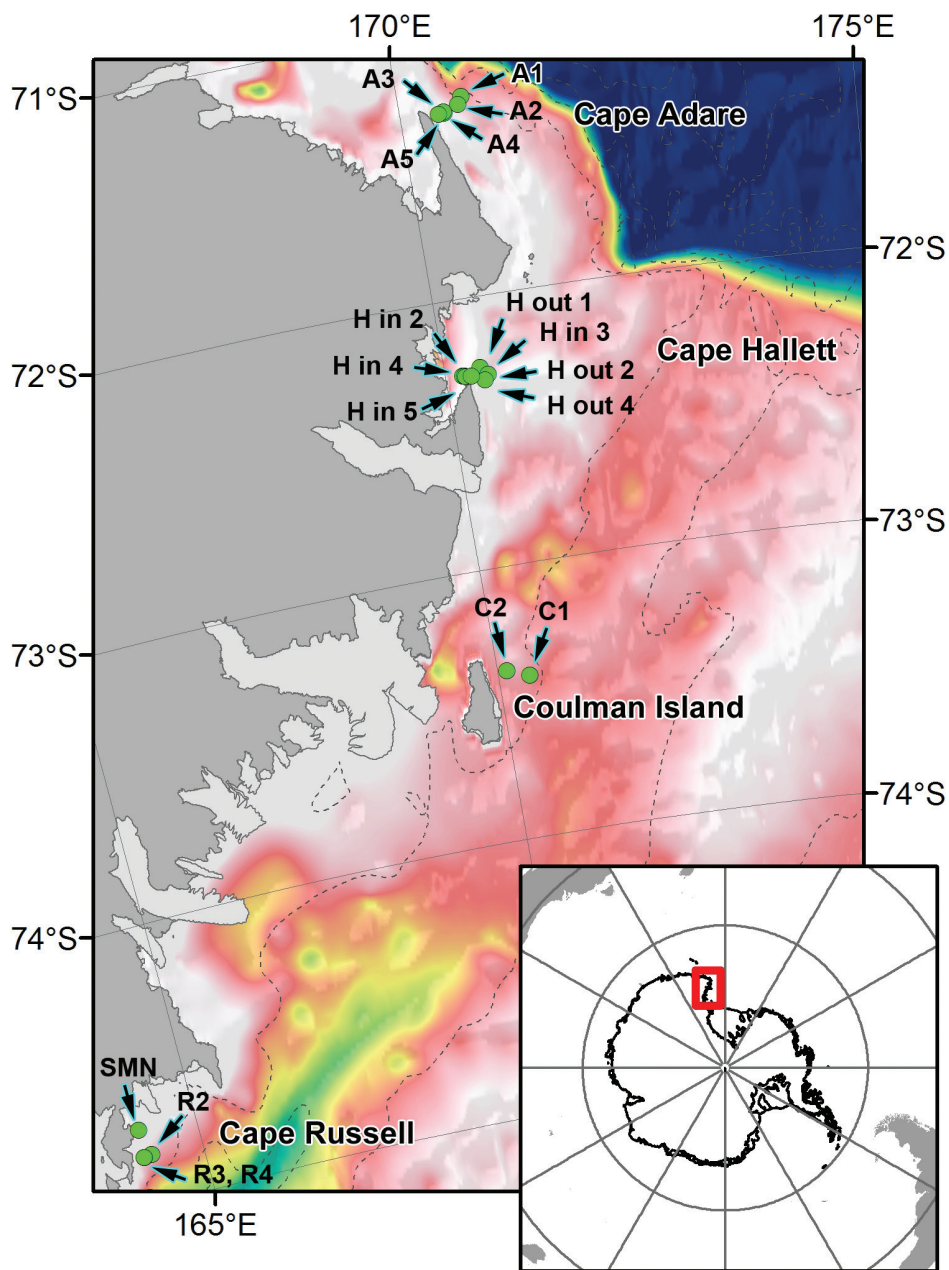 170°E
175°E
71°S
A3
A1
A2
Cape Adare
A4
A5
72°S
H out 1
H in 2
H in 3
Cape Hallett
H in 4
H out 2
72°S
H in 5
H out 4
73°S
C2
C1
73°S
Coulman Island
74°S
74°S
SMN
R2
Cape Russell
R3, R4
165°E